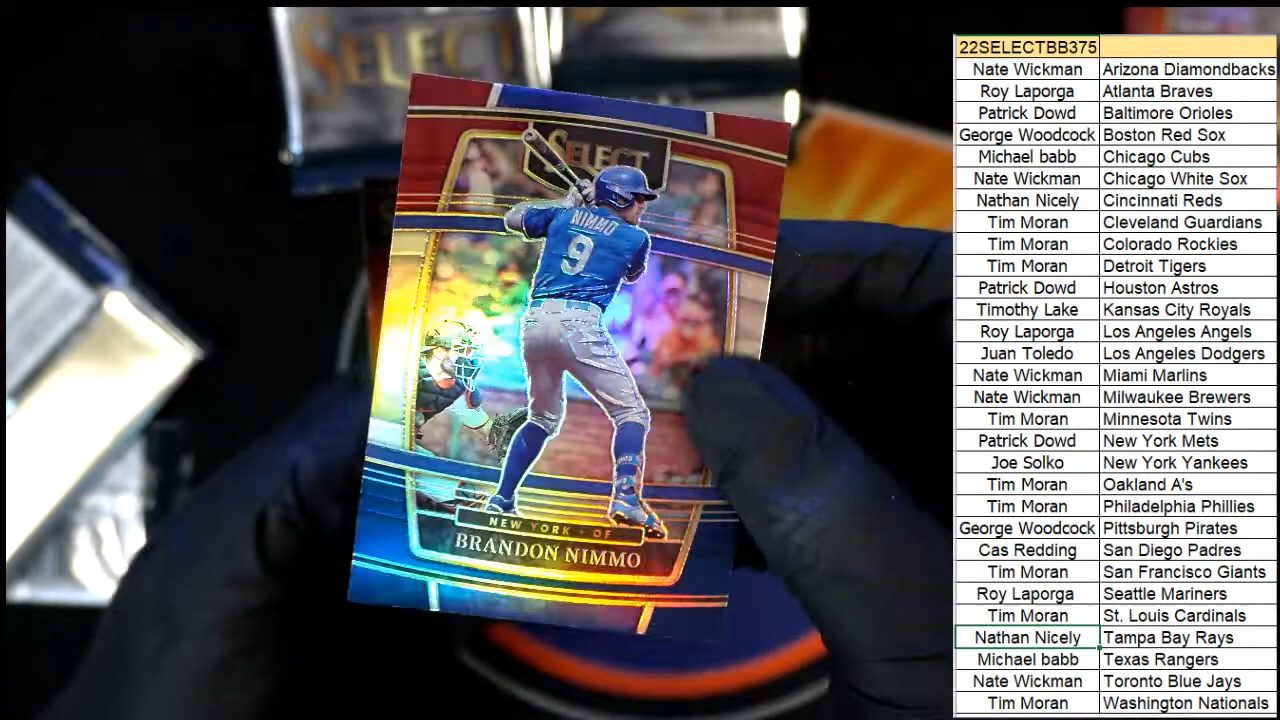 SELECT
SELECT
NIMMO
9
NEW YORK - OF
BRANDON NIMMO
22SELECTBB375
Nate Wickman Arizona Diamondbacks
Roy Laporga Atlanta Braves
Patrick Dowd Baltimore Orioles
George Woodcock Boston Red Sox
Michael babb Chicago Cubs
Nate Wickman Chicago White Sox
Nathan Nicely Cincinnati Reds
Tim Moran Cleveland Guardians
Tim Moran Colorado Rockies
Tim Moran Detroit Tigers
Patrick Dowd Houston Astros
Timothy Lake Kansas City Royals
Roy Laporga Los Angeles Angels
Juan Toledo Los Angeles Dodgers
Nate Wickman Miami Marlins
Nate Wickman Milwaukee Brewers
Tim Moran Minnesota Twins
Patrick Dowd New York Mets
Joe Solko New York Yankees
Tim Moran Oakland A's
Tim Moran Philadelphia Phillies
George Woodcock Pittsburgh Pirates
Cas Redding San Diego Padres
Tim Moran San Francisco Giants
Roy Laporga Seattle Mariners
Tim Moran St. Louis Cardinals
Nathan Nicely Tampa Bay Rays
Michael babb Texas Rangers
Nate Wickman Toronto Blue Jays
Tim Moran Washington Nationals